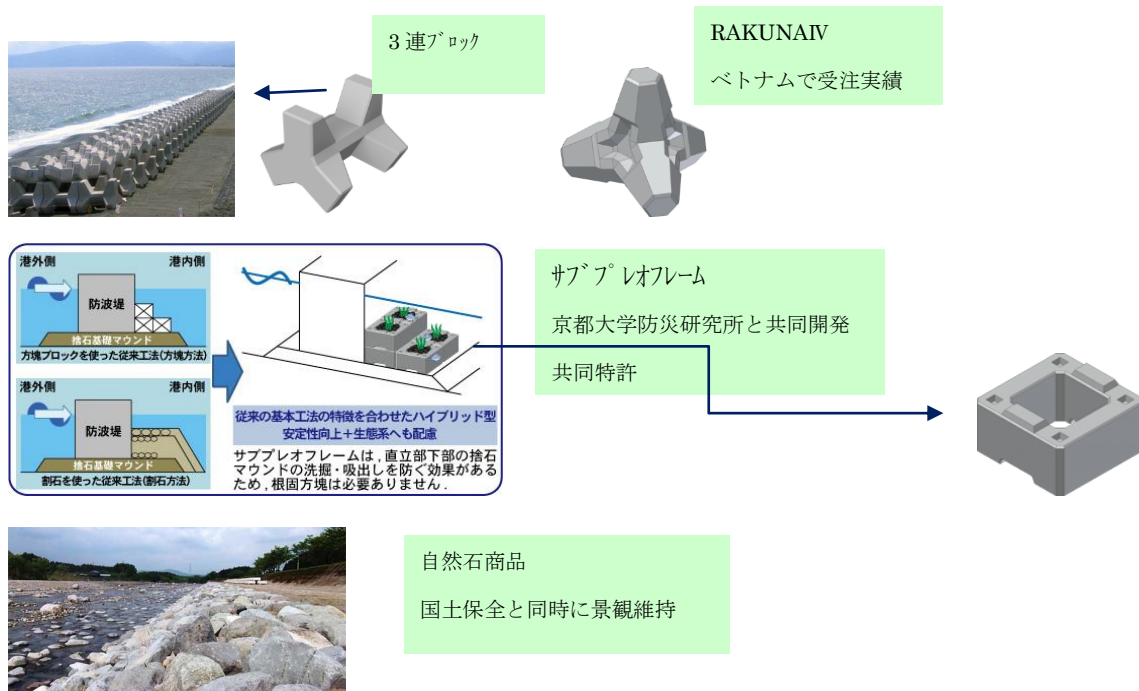 3連ﾌﾞﾛｯｸ
RAKUNAⅣ
ベトナムで受注実績
港外側
港内側
防波堤
捨石基礎マウンド
方塊ブロックを使った従来工法(方塊方法)
港外側
港内側
防波堤
捨石基礎マウンド
割石を使った従来工法(割石方法)
従来の基本工法の特徴を合わせたハイブリッド型
安定性向上+生態系へも配慮
サブプレオフレームは,直立部下部の捨石
マウンドの洗掘・吸出しを防ぐ効果がある
ため,根固方塊は必要ありません.
ｻﾌﾞﾌﾟﾚｵﾌﾚｰﾑ
京都大学防災研究所と共同開発
共同特許
自然石商品
国土保全と同時に景観維持